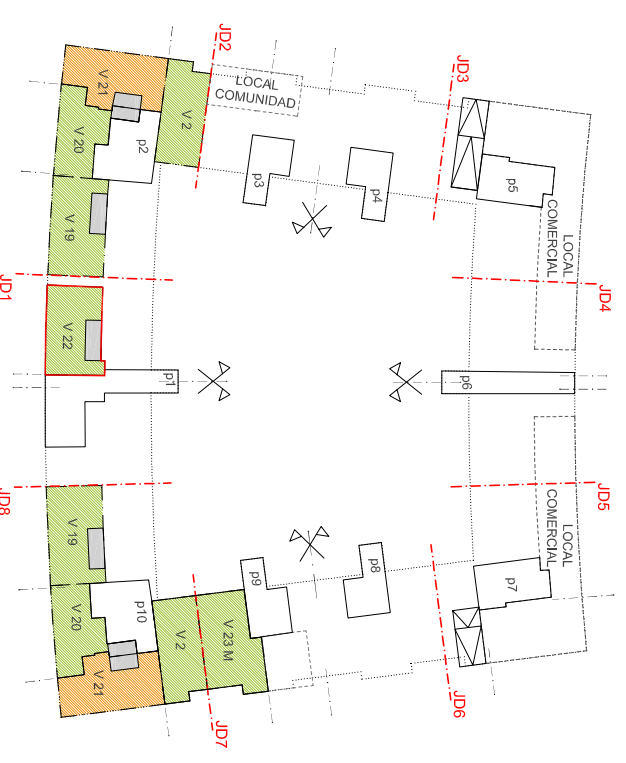 JD2
JD3
LOCAL
COMUNIDAD
V 21
V 2
V 20
p2
p3
p4
p5
V 19
LOCAL
COMERCIAL
JD1
JD4
V 22
p1
p6
JD8
JD5
V 19
LOCAL
COMERCIAL
V 20
p10
p9
p8
p7
V 2
V 23 M
V 21
JD7
JD6